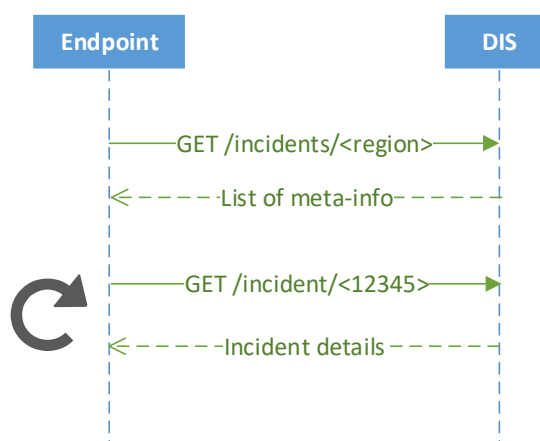 Endpoint
DIS
GET /incidents/<region>
List of meta-info
GET /incident/<12345>
Incident details